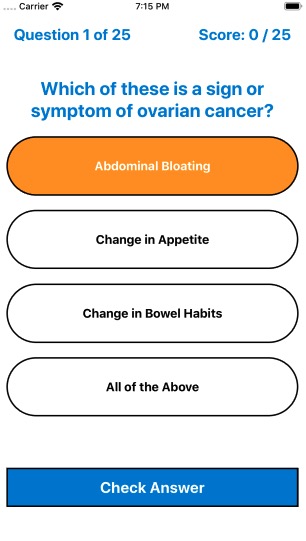 Carrier 7:15 PM
Question 1 of 25 Score: 0 / 25
Which of these is a sign or
symptom of ovarian cancer?
Abdominal Bloating
Change in Appetite
Change in Bowel Habits
All of the Above
Check Answer